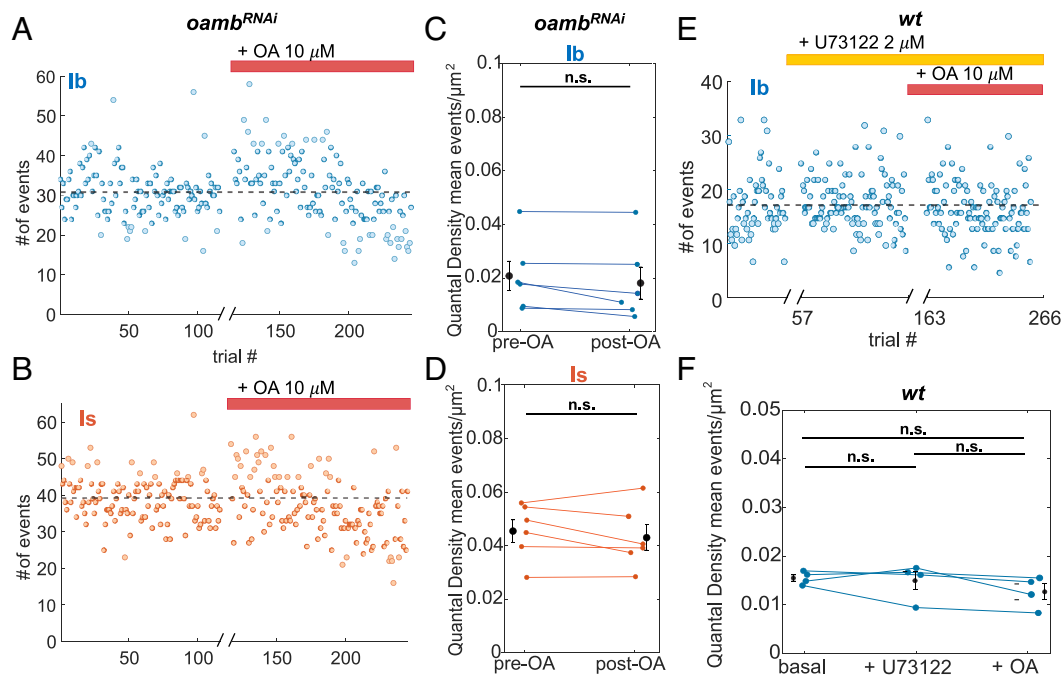 A
oamb^RNAi
+ OA 10 μM
Ib
# of events
60
50
40
30
20
10
0
50
100
200
trial #
B
+ OA 10 μM
Is
# of events
60
50
40
30
20
10
0
50
100
200
trial #
C
oamb^RNAi
Ib
n.s.
Quantal Density mean events/μm²
0.1
0.08
0.06
0.04
0.02
0
pre-OA
post-OA
D
Is
n.s.
Quantal Density mean events/μm²
0.1
0.08
0.06
0.04
0.02
0
pre-OA
post-OA
E
wt
+ U73122 2 μM
+ OA 10 μM
Ib
# of events
40
30
20
10
0
57
163
266
trial #
F
wt
n.s.
n.s.
n.s.
Quantal Density mean events/μm²
0.05
0.04
0.03
0.02
0.01
0
basal
+ U73122
+ OA